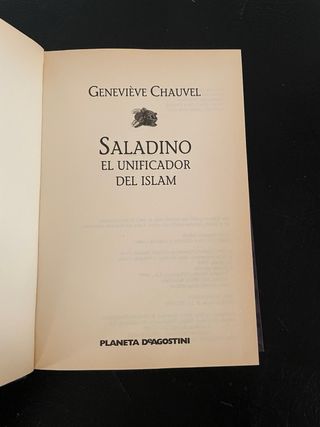 GENEVIÈVE CHAUVEL
SALADINO
EL UNIFICADOR
DEL ISLAM
PLANETA DEAGOSTINI